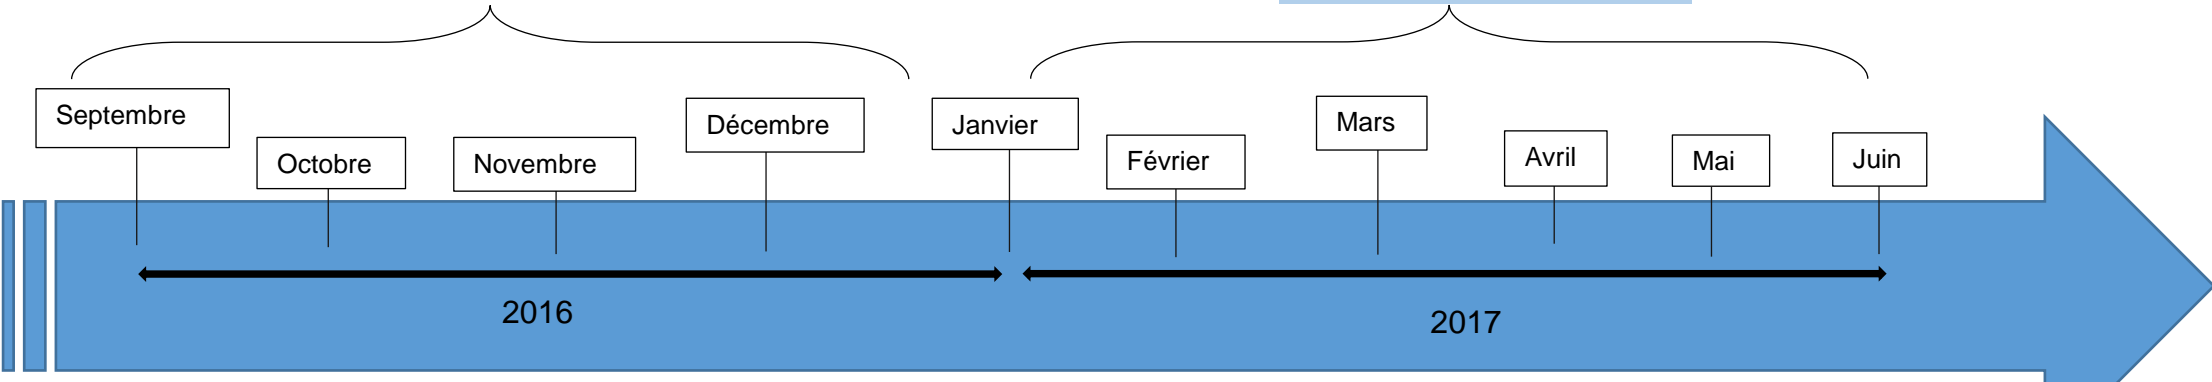 Septembre
Octobre
Novembre
Décembre
Janvier
Février
Mars
Avril
Mai
Juin
2016
2017